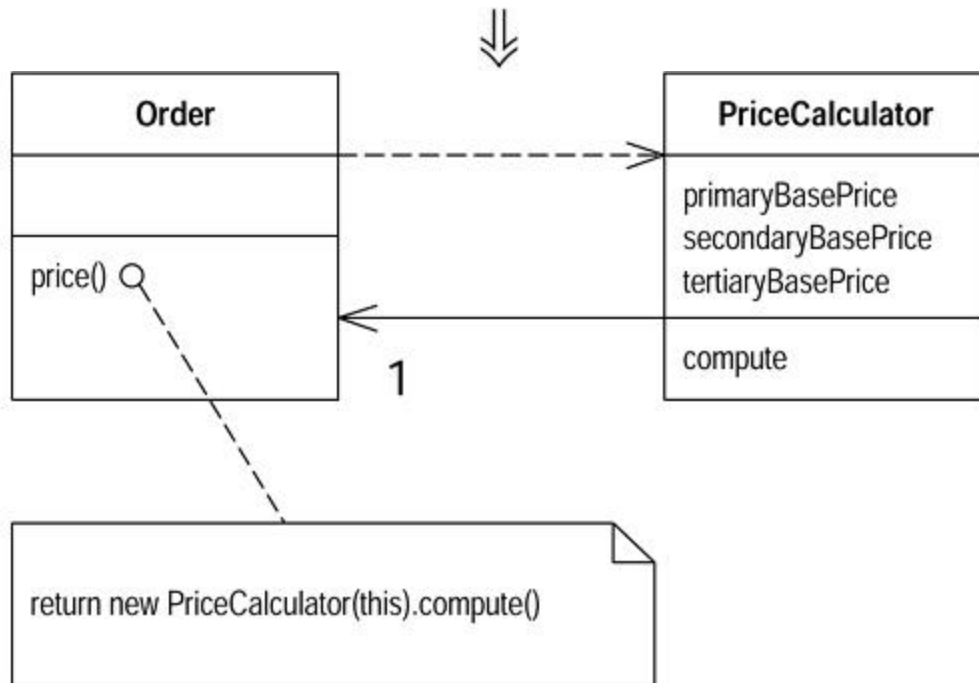 Order
price()
PriceCalculator
primaryBasePrice
secondaryBasePrice
tertiaryBasePrice
compute
1
return new PriceCalculator(this).compute()